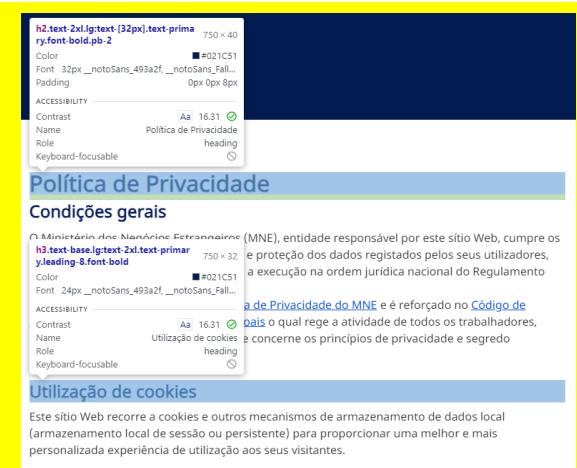 h2.text-2xl.lg:text-[32px].text-prima
ry.font-bold.pb-2
750 × 40
Color #021C51
Font 32px __notoSans_493a2f, __notoSans_Fall...
Padding 0px 0px 8px
ACCESSIBILITY
Contrast Aa 16.31
Name Política de Privacidade
Role heading
Keyboard-focusable
Política de Privacidade
Condições gerais
O Ministério dos Negócios Estrangeiros (MNE), entidade responsável por este sítio Web, cumpre os
e proteção dos dados registados pelos seus utilizadores,
a execução na ordem jurídica nacional do Regulamento
a de Privacidade do MNE e é reforçado no Código de
oais o qual rege a atividade de todos os trabalhadores,
e concerne os princípios de privacidade e segredo
h3.text-base.lg:text-2xl.text-primar
y.leading-8.font-bold
750 × 32
Color #021C51
Font 24px __notoSans_493a2f, __notoSans_Fall...
ACCESSIBILITY
Contrast Aa 16.31
Name Utilização de cookies
Role heading
Keyboard-focusable
Utilização de cookies
Este sítio Web recorre a cookies e outros mecanismos de armazenamento de dados local
(armazenamento local de sessão ou persistente) para proporcionar uma melhor e mais
personalizada experiência de utilização aos seus visitantes.